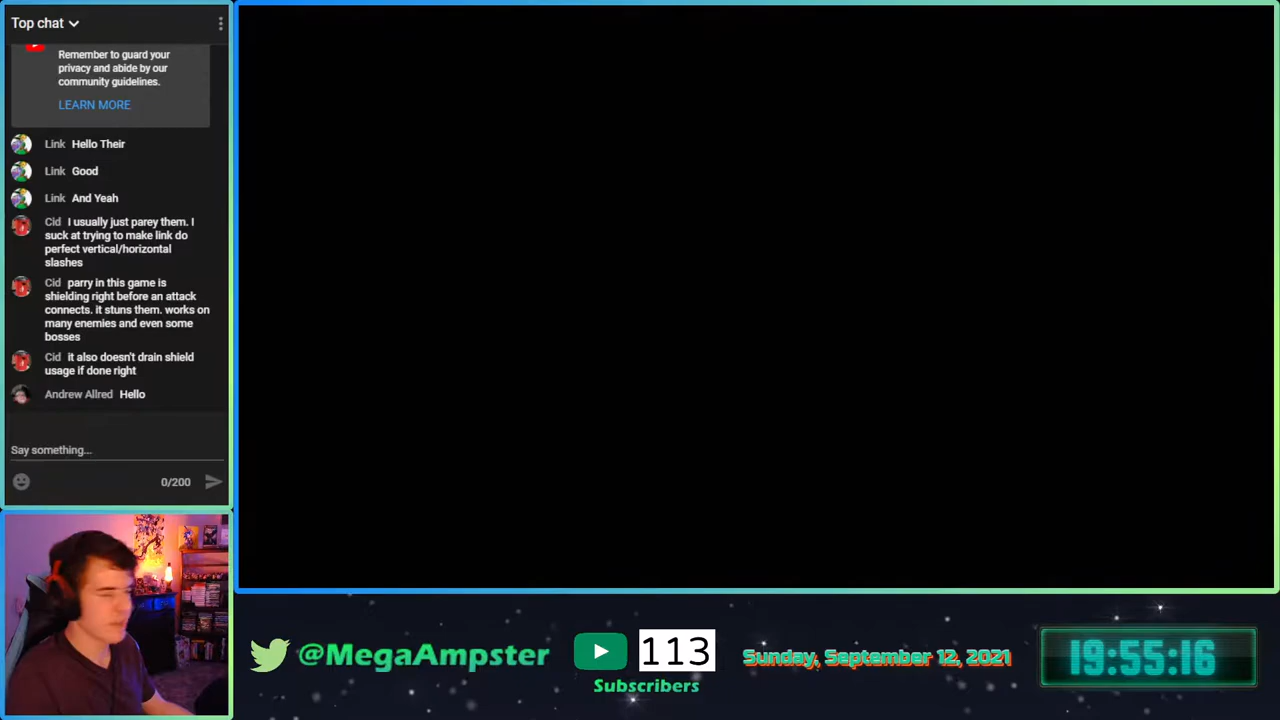 Top chat
Remember to guard your
privacy and abide by our
community guidelines.
LEARN MORE
Link Hello Their
Link Good
Link And Yeah
Cid I usually just parey them. I
suck at trying to make link do
perfect vertical/horizontal
slashes
Cid parry in this game is
shielding right before an attack
connects. it stuns them. works on
many enemies and even some
bosses
Cid it also doesn't drain shield
usage if done right
Andrew Allred Hello
Say something...
0/200
@MegaAmpster
113
Subscribers
Sunday, September 12, 2021
19:55:16